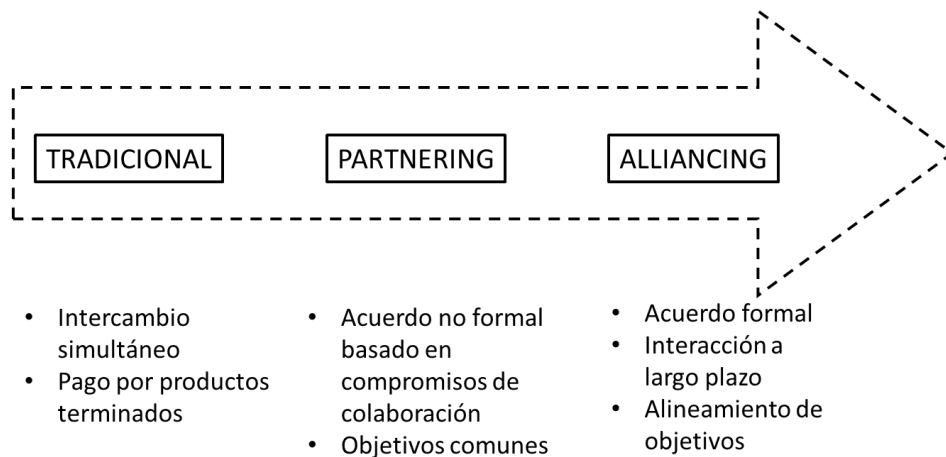 TRADICIONAL
PARTNERING
ALLIANCING
• Intercambio
simultáneo
• Pago por productos
terminados
• Acuerdo no formal
basado en
compromisos de
colaboración
• Objetivos comunes
• Acuerdo formal
• Interacción a
largo plazo
• Alineamiento de
objetivos